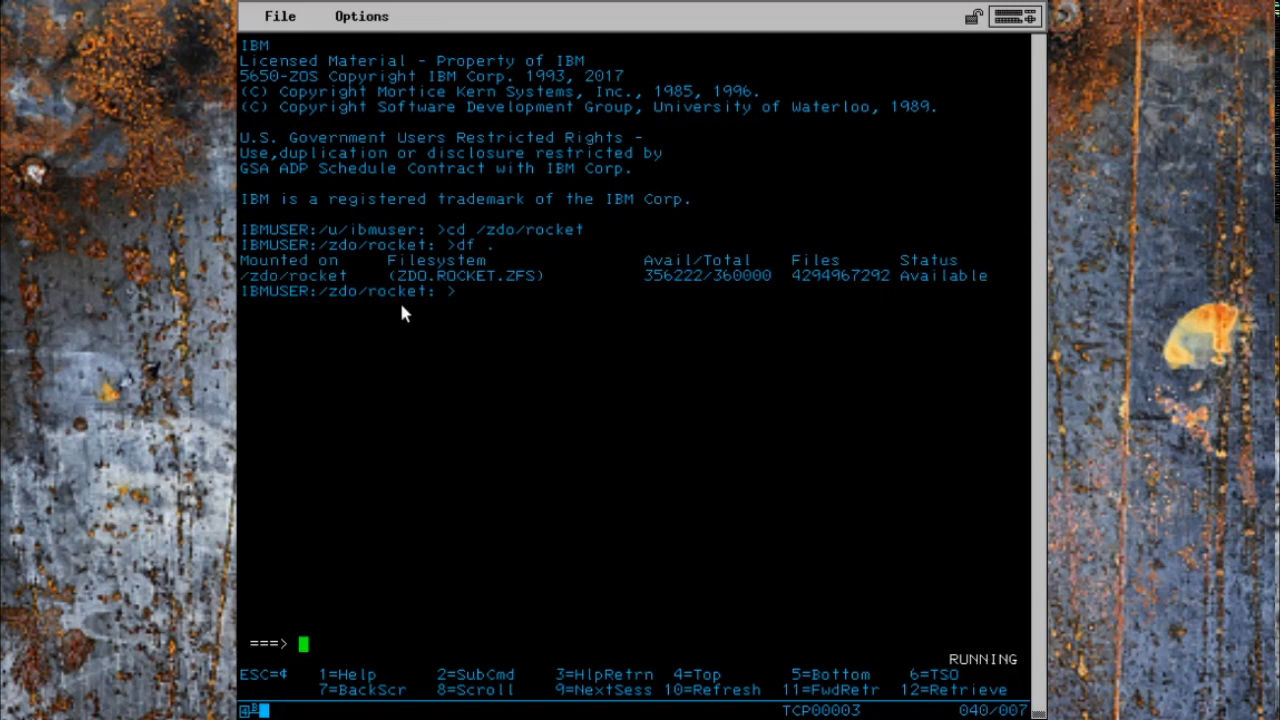 File Options
IBM
Licensed Material - Property of IBM
5650-ZOS Copyright IBM Corp. 1993, 2017
(C) Copyright Mortice Kern Systems, Inc., 1985, 1996.
(C) Copyright Software Development Group, University of Waterloo, 1989.
U.S. Government Users Restricted Rights -
Use,duplication or disclosure restricted by
GSA ADP Schedule Contract with IBM Corp.
IBM is a registered trademark of the IBM Corp.
IBMUSER:/u/ibmuser: >cd /zdo/rocket
IBMUSER:/zdo/rocket: >df .
Mounted on Filesystem Avail/Total Files Status
/zdo/rocket (ZDO.ROCKET.ZFS) 356222/360000 4294967292 Available
IBMUSER:/zdo/rocket: >
===>
RUNNING
ESC=¢ 1=Help 2=SubCmd 3=HlpRetrn 4=Top 5=Bottom 6=TSO
7=BackScr 8=Scroll 9=NextSess 10=Refresh 11=FwdRetr 12=Retrieve
4B TCP00003 040/007